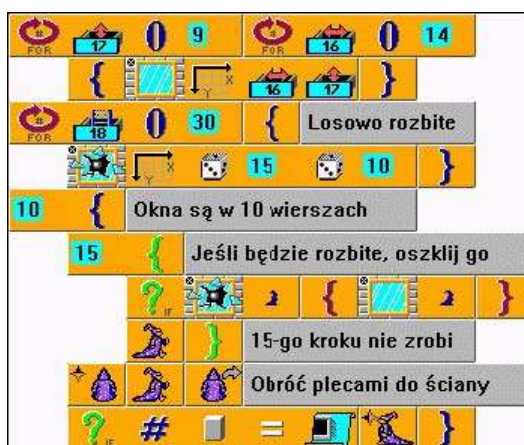 FOR 17 0 9 FOR 16 0 14
{ X Y 16 17 }
FOR 18 0 30 { Losowo rozbite
X Y 15 10 }
10 { Okna są w 10 wierszach
15 { Jeśli będzie rozbite, oszklij go
? IF { }
} 15-go kroku nie zrobi
Obróć plecami do ściany
? IF # = }